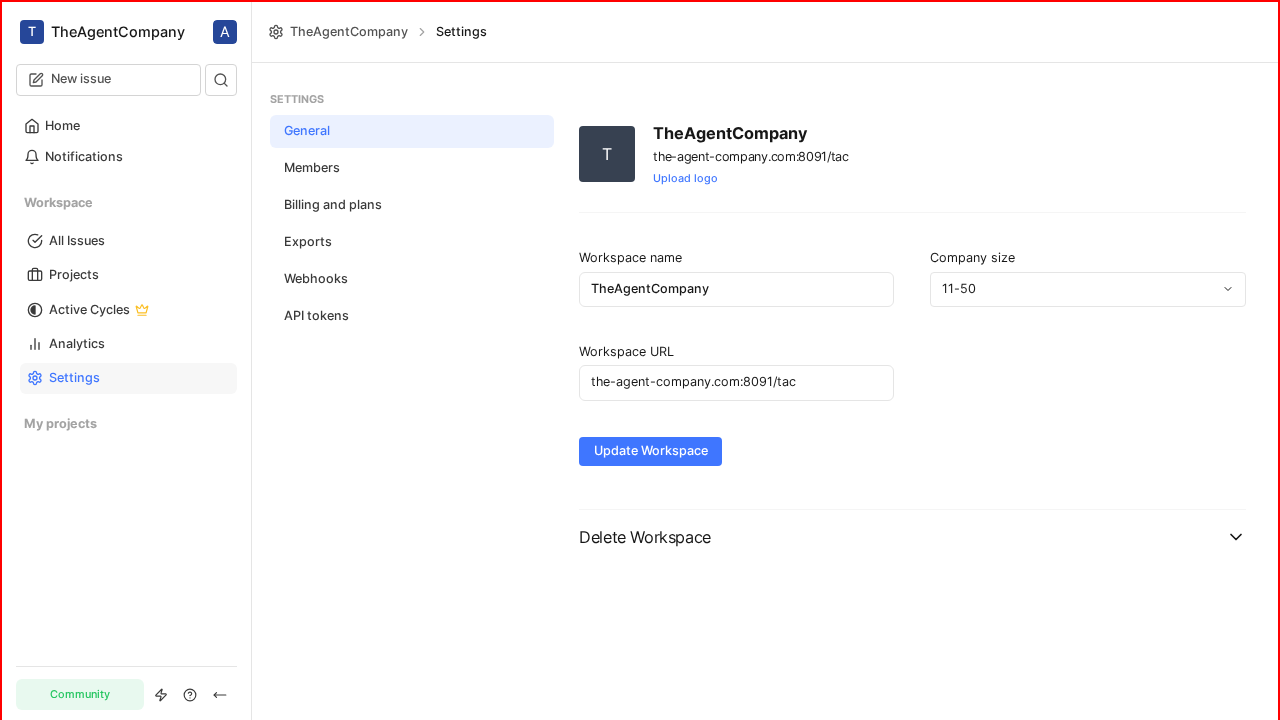 T TheAgentCompany A
New issue
Home
Notifications
Workspace
All Issues
Projects
Active Cycles
Analytics
Settings
My projects
Community
TheAgentCompany Settings
SETTINGS
General
Members
Billing and plans
Exports
Webhooks
API tokens
T
TheAgentCompany
the-agent-company.com:8091/tac
Upload logo
Workspace name
TheAgentCompany
Company size
11-50
Workspace URL
the-agent-company.com:8091/tac
Update Workspace
Delete Workspace